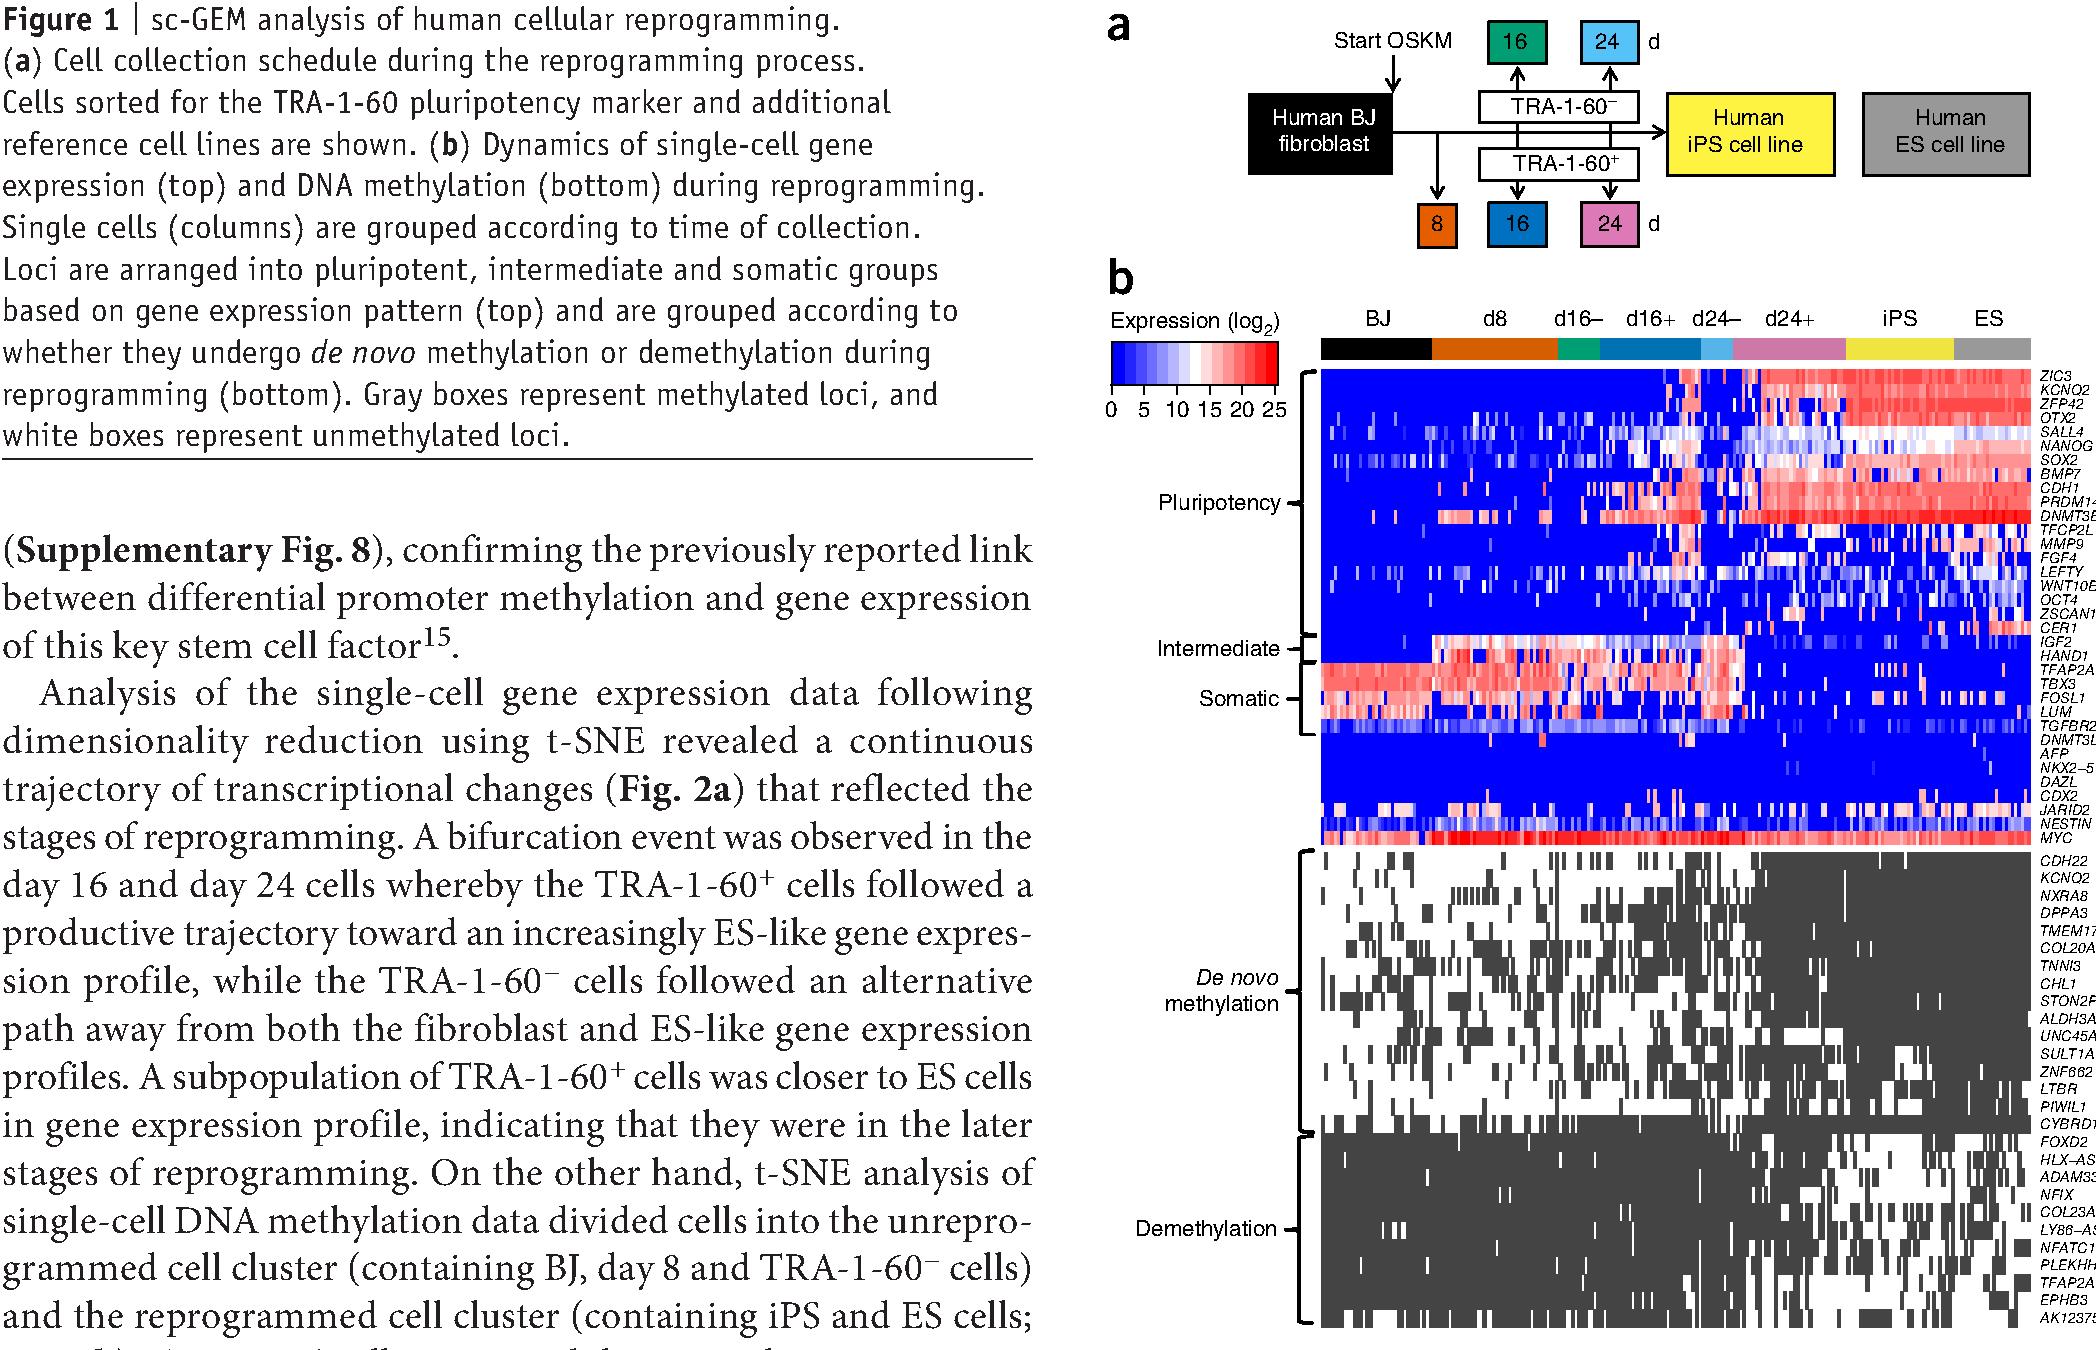 Figure 1 | sc-GEM analysis of human cellular reprogramming.
(a) Cell collection schedule during the reprogramming process.
Cells sorted for the TRA-1-60 pluripotency marker and additional
reference cell lines are shown. (b) Dynamics of single-cell gene
expression (top) and DNA methylation (bottom) during reprogramming.
Single cells (columns) are grouped according to time of collection.
Loci are arranged into pluripotent, intermediate and somatic groups
based on gene expression pattern (top) and are grouped according to
whether they undergo de novo methylation or demethylation during
reprogramming (bottom). Gray boxes represent methylated loci, and
white boxes represent unmethylated loci.
(Supplementary Fig. 8), confirming the previously reported link
between differential promoter methylation and gene expression
of this key stem cell factor15.
Analysis of the single-cell gene expression data following
dimensionality reduction using t-SNE revealed a continuous
trajectory of transcriptional changes (Fig. 2a) that reflected the
stages of reprogramming. A bifurcation event was observed in the
day 16 and day 24 cells whereby the TRA-1-60+ cells followed a
productive trajectory toward an increasingly ES-like gene expres-
sion profile, while the TRA-1-60− cells followed an alternative
path away from both the fibroblast and ES-like gene expression
profiles. A subpopulation of TRA-1-60+ cells was closer to ES cells
in gene expression profile, indicating that they were in the later
stages of reprogramming. On the other hand, t-SNE analysis of
single-cell DNA methylation data divided cells into the unrepro-
grammed cell cluster (containing BJ, day 8 and TRA-1-60− cells)
and the reprogrammed cell cluster (containing iPS and ES cells;
a
Start OSKM
16
24
d
Human BJ
fibroblast
TRA-1-60−
TRA-1-60+
Human
iPS cell line
Human
ES cell line
8
16
24
d
b
Expression (log2)
0 5 10 15 20 25
BJ d8 d16– d16+ d24– d24+ iPS ES
Pluripotency
Intermediate
Somatic
ZIC3
KCNQ2
ZFP42
OTX2
SALL4
NANOG
SOX2
BMP7
CDH1
PRDM14
DNMT3B
TFCP2L
MMP9
FGF4
LEFTY
WNT10B
OCT4
ZSCAN1
CER1
IGF2
HAND1
TFAP2A
TBX3
FOSL1
LUM
TGFBR2
DNMT3L
AFP
NKX2–5
DAZL
CDX2
JARID2
NESTIN
MYC
De novo
methylation
Demethylation
CDH22
KCNQ2
NXRA8
DPPA3
TMEM17
COL20A
TNNI3
CHL1
STON2F
ALDH3A
UNC45A
SULT1A
ZNF662
LTBR
PIWIL1
CYBRD1
FOXD2
HLX–AS
ADAM33
NFIX
COL23A
LY86–AS
NFATC1
PLEKHH
TFAP2A
EPHB3
AK12375